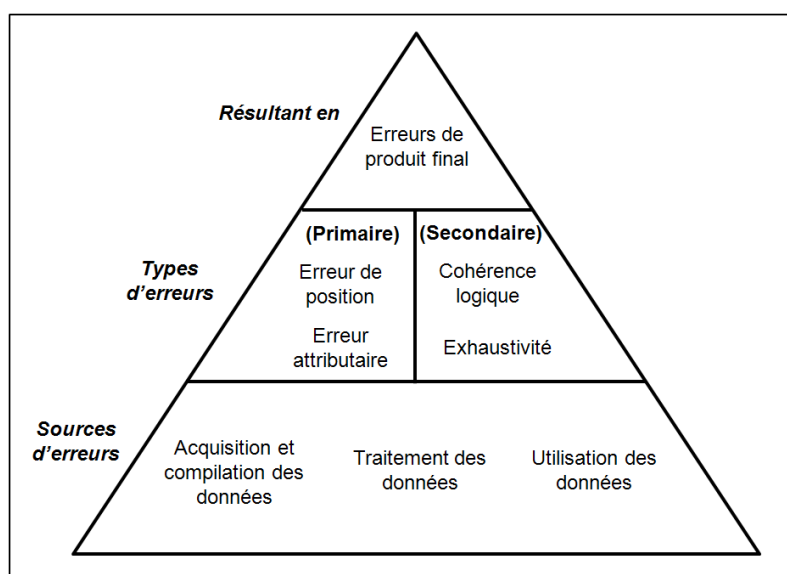 Résultant en
Erreurs de
produit final
Types
d’erreurs
(Primaire)
Erreur de
position
Erreur
attributaire
(Secondaire)
Cohérence
logique
Exhaustivité
Sources
d’erreurs
Acquisition et
compilation des
données
Traitement des
données
Utilisation des
données